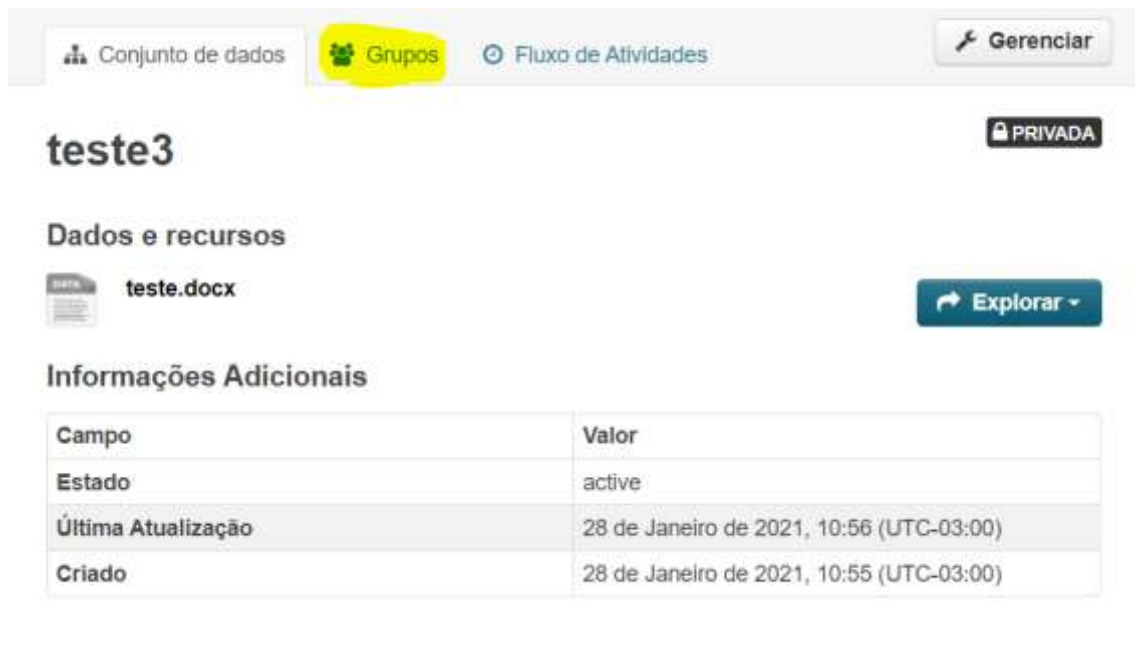 Conjunto de dados Grupos Fluxo de Atividades Gerenciar
teste3 PRIVADA
Dados e recursos
DATA teste.docx Explorar
Informações Adicionais
Campo Valor
Estado active
Última Atualização 28 de Janeiro de 2021, 10:56 (UTC-03:00)
Criado 28 de Janeiro de 2021, 10:55 (UTC-03:00)